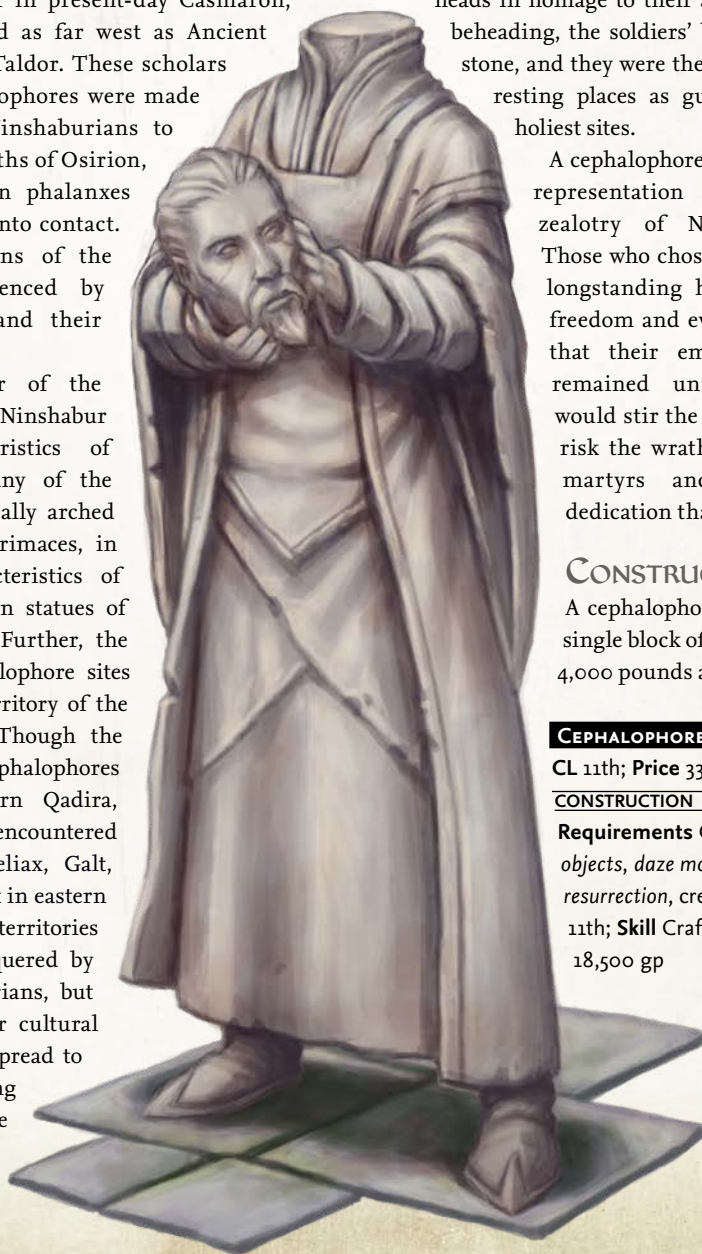 in present-day Casmaron,
d as far west as Ancient
Taldor. These scholars
ophores were made
Ninshaburians to
ths of Osirion,
n phalanxes
nto contact.
ns of the
enced by
and their
r of the
Ninshabur
ristics of
ny of the
ally arched
rimaces, in
cteristics of
n statues of
Further, the
lophore sites
rritory of the
Though the
phalophores
rn Qadira,
encountered
eliax, Galt,
in eastern
territories
quered by
rians, but
r cultural
pread to
ng
e
heads in homage to their
beheading, the soldiers'
stone, and they were the
resting places as gu
holiest sites.
A cephalophore
representation
zealotry of N
Those who chos
longstanding h
freedom and ev
that their em
remained un
would stir the
risk the wrath
martyrs and
dedication tha
CONSTRUC
A cephalopho
single block of
4,000 pounds a
CEPHALOPHORE
CL 11th; Price 33
CONSTRUCTION
Requirements C
objects, daze mo
resurrection, cre
11th; Skill Craf
18,500 gp